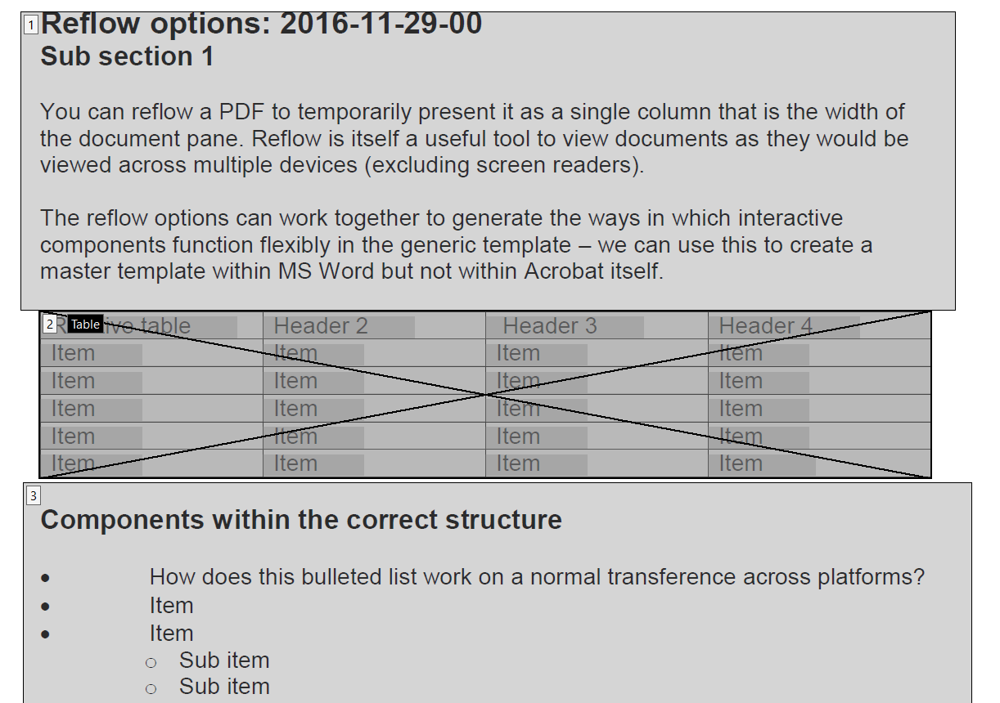 1
Reflow options: 2016-11-29-00
Sub section 1
You can reflow a PDF to temporarily present it as a single column that is the width of
the document pane. Reflow is itself a useful tool to view documents as they would be
viewed across multiple devices (excluding screen readers).
The reflow options can work together to generate the ways in which interactive
components function flexibly in the generic template – we can use this to create a
master template within MS Word but not within Acrobat itself.
2 Table table Header 2 Header 3 Header 4
Item Item Item Item
Item Item Item Item
Item Item Item Item
Item Item Item Item
Item Item Item Item
3
Components within the correct structure
• How does this bulleted list work on a normal transference across platforms?
• Item
• Item
○ Sub item
○ Sub item